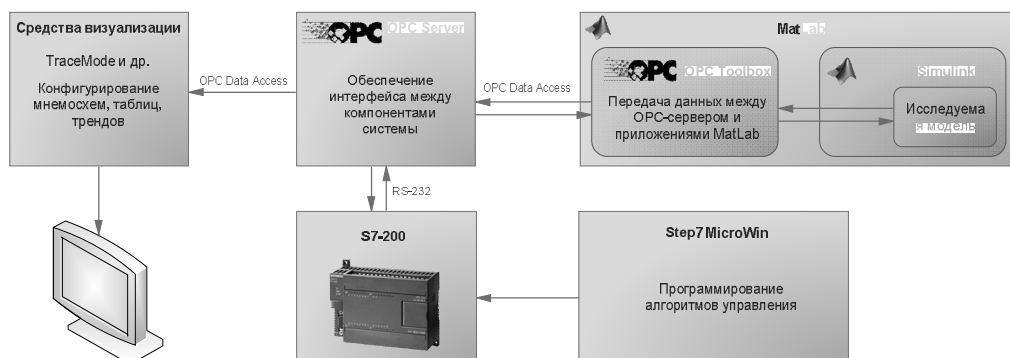 Средства визуализации
TraceMode и др.
Конфигурирование
мнемосхем, таблиц,
трендов
OPC Data Access
OPC OPC Server
Обеспечение
интерфейса между
компонентами
системы
OPC Data Access
MatLab
OPC OPC Toolbox
Передача данных между
OPC-сервером и
приложениями MatLab
Simulink
Исследуема
я модель
RS-232
S7-200
Step7 MicroWin
Программирование
алгоритмов управления